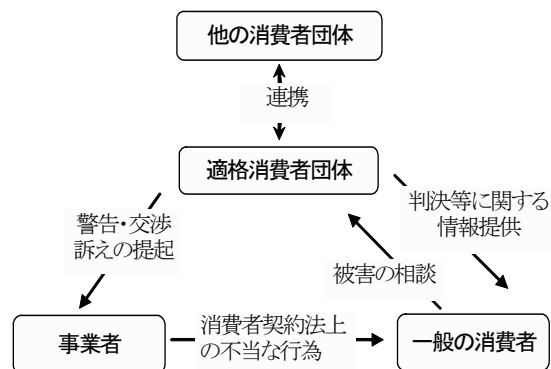 他の消費者団体
連携
適格消費者団体
警告・交渉
訴えの提起
判決等に関する
情報提供
被害の相談
事業者
消費者契約法上
の不当な行為
一般の消費者